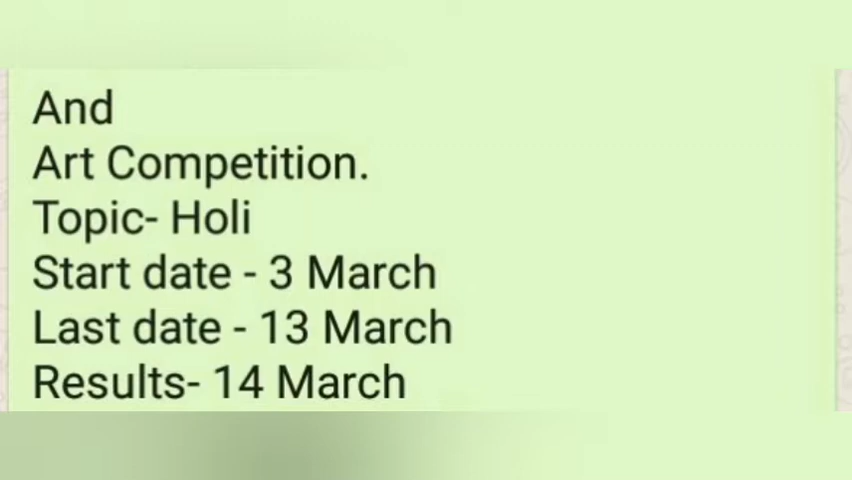 And
Art Competition.
Topic- Holi
Start date - 3 March
Last date - 13 March
Results- 14 March